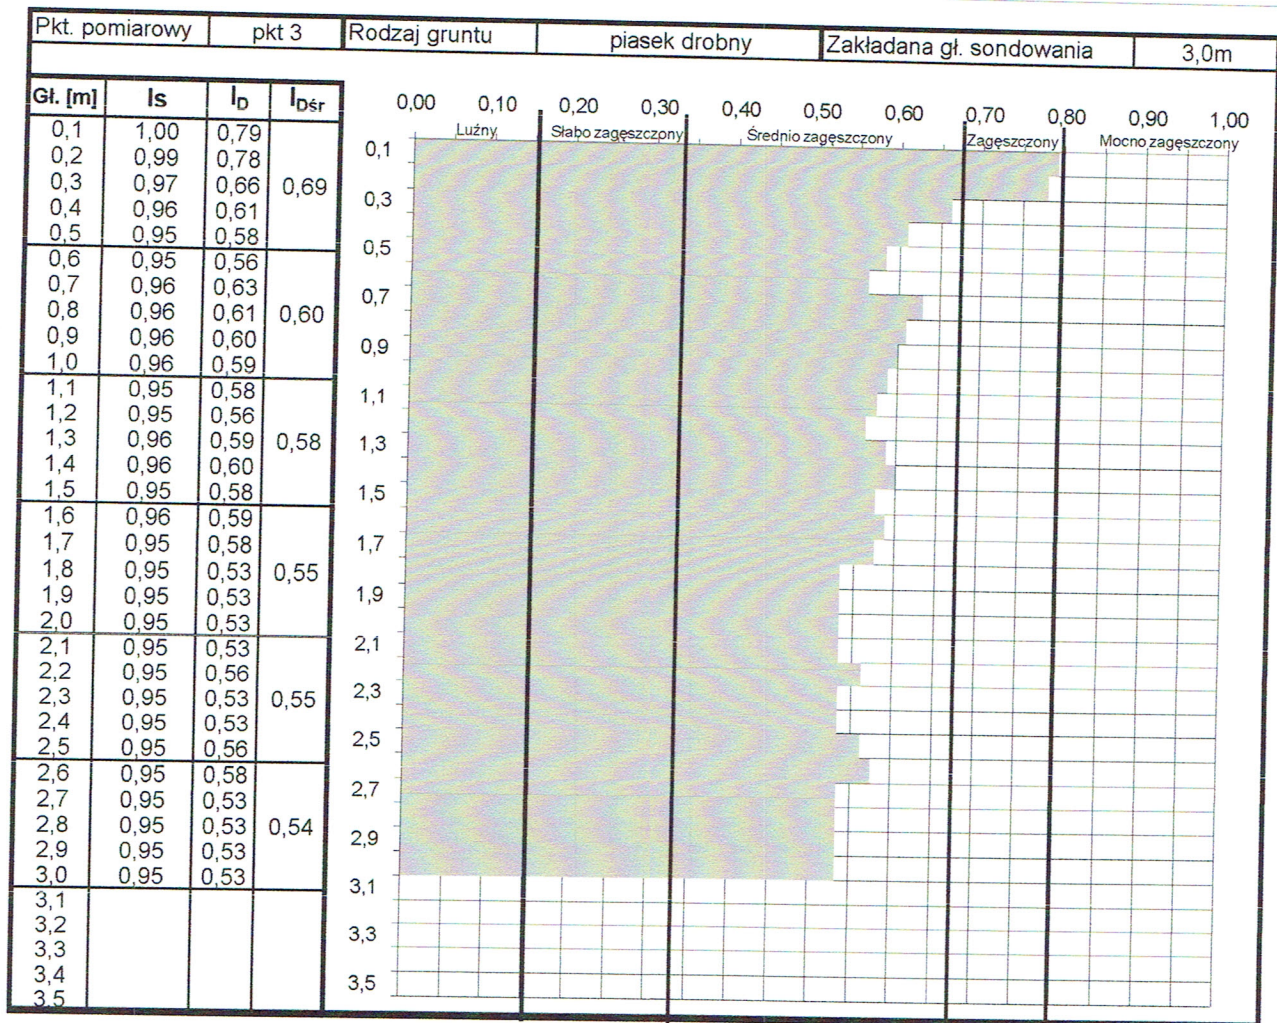 Pkt. pomiarowy pkt 3 Rodzaj gruntu piasek drobny Zakładana gł. sondowania 3,0m
Gł. [m] Is ID IDśr
0,1 1,00 0,79
0,2 0,99 0,78
0,3 0,97 0,66 0,69
0,4 0,96 0,61
0,5 0,95 0,58
0,6 0,95 0,56
0,7 0,96 0,63
0,8 0,96 0,61 0,60
0,9 0,96 0,60
1,0 0,96 0,59
1,1 0,95 0,58
1,2 0,95 0,56
1,3 0,96 0,59 0,58
1,4 0,96 0,60
1,5 0,95 0,58
1,6 0,96 0,59
1,7 0,95 0,58
1,8 0,95 0,53 0,55
1,9 0,95 0,53
2,0 0,95 0,53
2,1 0,95 0,53
2,2 0,95 0,56
2,3 0,95 0,53 0,55
2,4 0,95 0,53
2,5 0,95 0,56
2,6 0,95 0,58
2,7 0,95 0,53
2,8 0,95 0,53 0,54
2,9 0,95 0,53
3,0 0,95 0,53
3,1
3,2
3,3
3,4
3,5
0,00 0,10 0,20 0,30 0,40 0,50 0,60 0,70 0,80 0,90 1,00
Luźny Słabo zagęszczony Średnio zagęszczony Zagęszczony Mocno zagęszczony
0,1
0,3
0,5
0,7
0,9
1,1
1,3
1,5
1,7
1,9
2,1
2,3
2,5
2,7
2,9
3,1
3,3
3,5